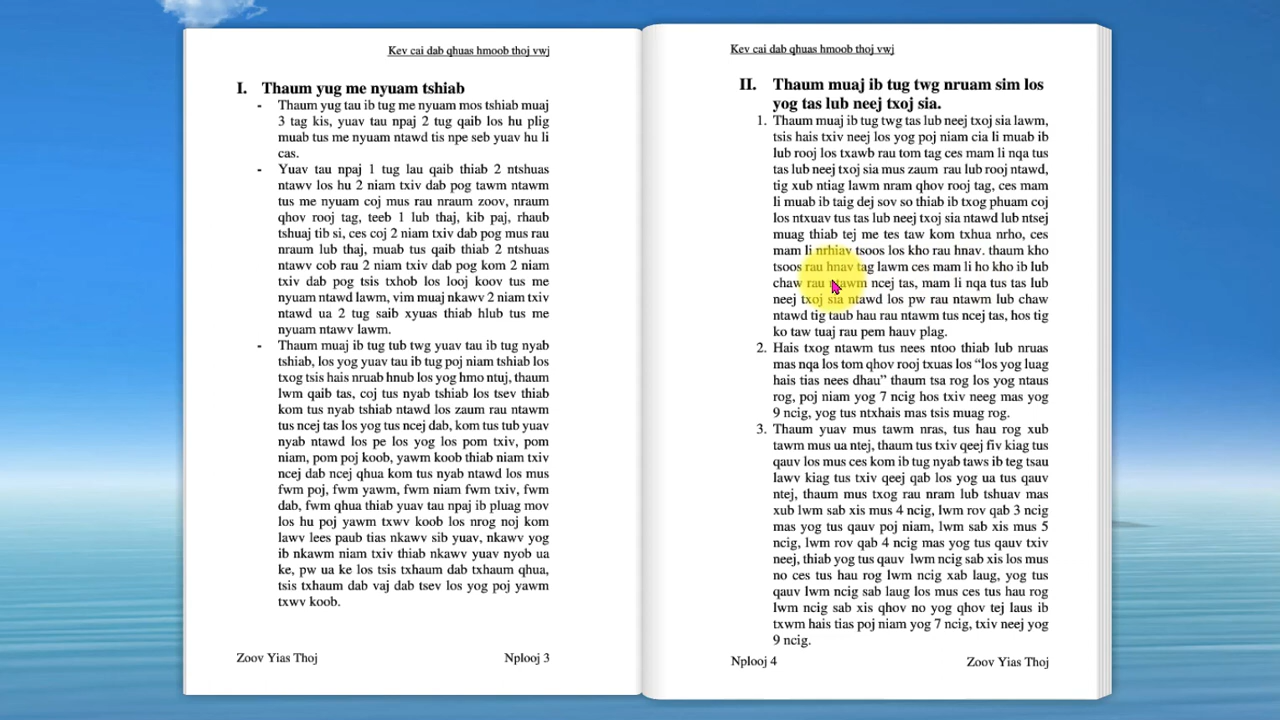 Kev cai dab qhuas hmoob thoj vwj
I. Thaum yug me nyuam tshiab
- Thaum yug tau ib tug me nyuam mos tshiab muaj
3 tag kis, yuav tau npaj 2 tug qaib los hu plig
muab tus me nyuam ntawd tis npe seb yuav hu li
cas.
- Yuav tau npaj 1 tug lau qaib thiab 2 ntshuas
ntawv los hu 2 niam txiv dab pog tawm ntawm
tus me nyuam coj mus rau nraum zoov, nraum
qhov rooj tag, teeb 1 lub thaj, kib paj, rhaub
tshuaj tib si, ces coj 2 niam txiv dab pog mus rau
nraum lub thaj, muab tus qaib thiab 2 ntshuas
ntawv cob rau 2 niam txiv dab pog kom 2 niam
txiv dab pog tsis txhob los looj koov tus me
nyuam ntawd lawm, vim muaj nkawv 2 niam txiv
ntawd ua 2 tug saib xyuas thiab hlub tus me
nyuam ntawv lawm.
- Thaum muaj ib tug tub twg yuav tau ib tug nyab
tshiab, los yog yuav tau ib tug poj niam tshiab los
txog tsis hais nruab hnub los yog hmo ntuj, thaum
lwm qaib tas, coj tus nyab tshiab los tsev thiab
kom tus nyab tshiab ntawd los zaum rau ntawm
tus ncej tas los yog tus ncej dab, kom tus tub yuav
nyab ntawd los pe los yog los pom txiv, pom
niam, pom poj koob, yawm koob thiab niam txiv
ncej dab ncej qhua kom tus nyab ntawd los mus
fwm poj, fwm yawm, fwm niam fwm txiv, fwm
dab, fwm qhua thiab yuav tau npaj ib pluag mov
los hu poj yawm txwv koob los nrog noj kom
lawv lees paub tias nkawv sib yuav, nkawv yog
ib nkawm niam txiv thiab nkawv yuav nyob ua
ke, pw ua ke los tsis txhaum dab txhaum qhua,
tsis txhaum dab vaj dab tsev los yog poj yawm
txwv koob.
Zoov Yias Thoj Nplooj 3
Kev cai dab qhuas hmoob thoj vwj
II. Thaum muaj ib tug twg nruam sim los
yog tas lub neej txoj sia.
1. Thaum muaj ib tug twg tas lub neej txoj sia lawm,
tsis hais txiv neej los yog poj niam cia li muab ib
lub rooj los txawb rau tom tag ces mam li nqa tus
tas lub neej txoj sia mus zaum rau lub rooj ntawd,
tig xub ntiag lawm nram qhov rooj tag, ces mam
li muab ib taig dej sov so thiab ib txog phuam coj
los ntxuav tus tas lub neej txoj sia ntawd lub ntsej
muag thiab tej me tes taw kom txhua nrho, ces
mam li nrhiav tsoos los kho rau hnav. thaum kho
tsoos rau hnav tag lawm ces mam li ho kho ib lub
chaw rau ntawm ncej tas, mam li nqa tus tas lub
neej txoj sia ntawd los pw rau ntawm lub chaw
ntawd tig taub hau rau ntawm tus ncej tas, hos tig
ko taw tuaj rau pem hauv plag.
2. Hais txog ntawm tus nees ntoo thiab lub nruas
mas nqa los tom qhov rooj txuas los “los yog luag
hais tias nees dhau” thaum tsa rog los yog ntaus
rog, poj niam yog 7 ncig hos txiv neeg mas yog
9 ncig, yog tus ntxhais mas tsis muag rog.
3. Thaum yuav mus tawm nras, tus hau rog xub
tawm mus ua ntej, thaum tus txiv qeej fiv kiag tus
qauv los mus ces kom ib tug nyab taws ib teg tsau
lawv kiag tus txiv qeej qab los yog ua tus qauv
ntej, thaum mus txog rau nram lub tshuav mas
xub lwm sab xis mus 4 ncig, lwm rov qab 3 ncig
mas yog tus qauv poj niam, lwm sab xis mus 5
ncig, lwm rov qab 4 ncig mas yog tus qauv txiv
neej, thiab yog tus qauv lwm ncig sab xis los mus
no ces tus hau rog lwm ncig xab laug, yog tus
qauv lwm ncig sab laug los mus ces tus hau rog
lwm ncig sab xis qhov no yog qhov tej laus ib
txwm hais tias poj niam yog 7 ncig, txiv neej yog
9 ncig.
Nplooj 4 Zoov Yias Thoj